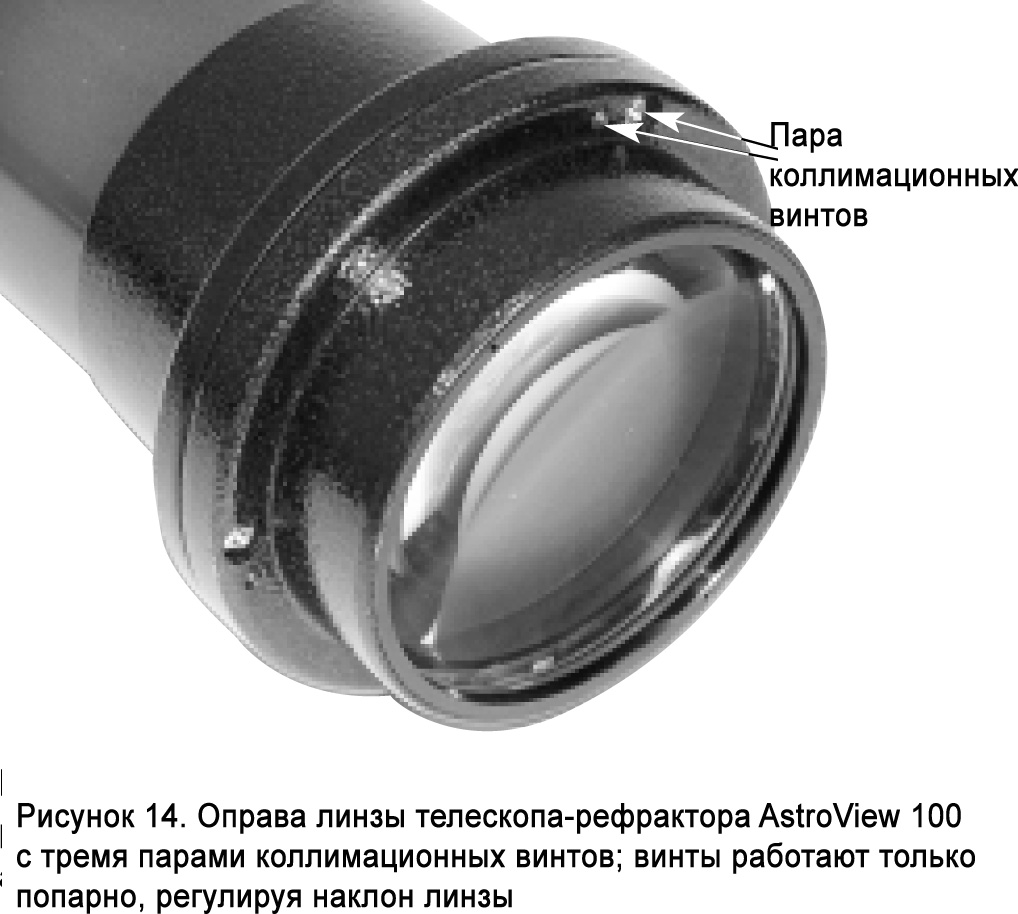 Пара
коллимационных
винтов
Рисунок 14. Оправа линзы телескопа-рефрактора AstroView 100
с тремя парами коллимационных винтов; винты работают только
попарно, регулируя наклон линзы